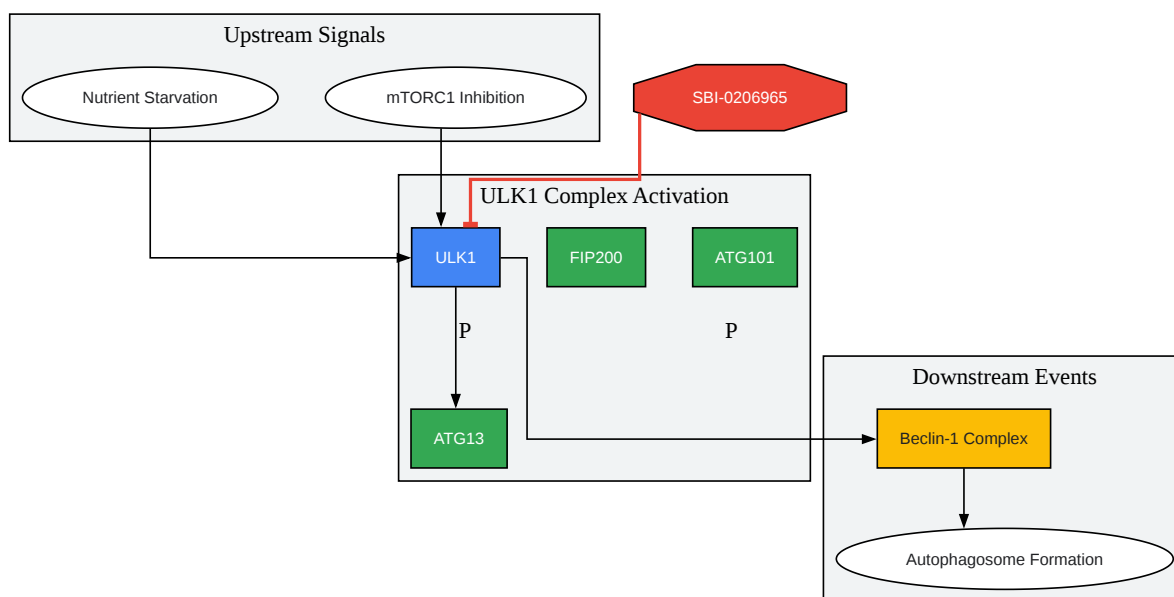 Upstream Signals
Nutrient Starvation
mTORC1 Inhibition
SBI-0206965
ULK1 Complex Activation
ULK1
FIP200
ATG101
P
P
ATG13
Downstream Events
Beclin-1 Complex
Autophagosome Formation